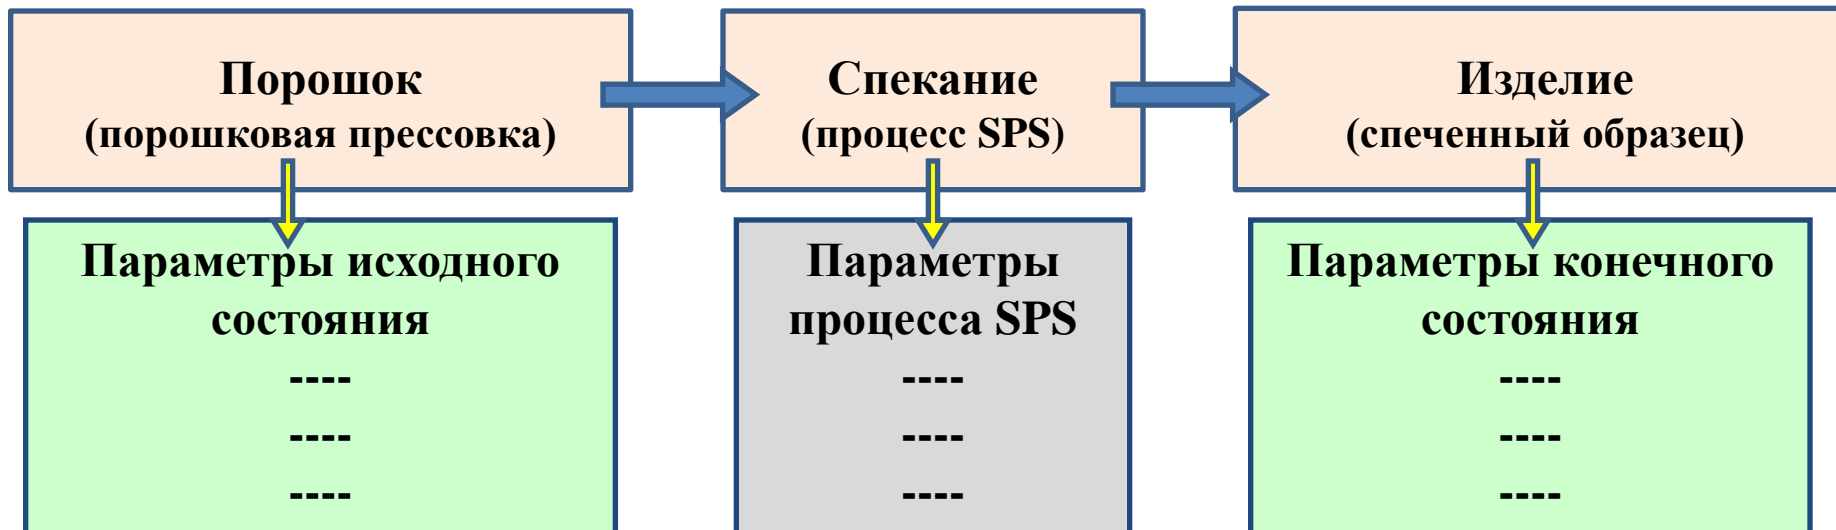 Порошок
(порошковая прессовка)
Спекание
(процесс SPS)
Изделие
(спеченный образец)
Параметры исходного
состояния
----
----
----
Параметры
процесса SPS
----
----
----
Параметры конечного
состояния
----
----
----